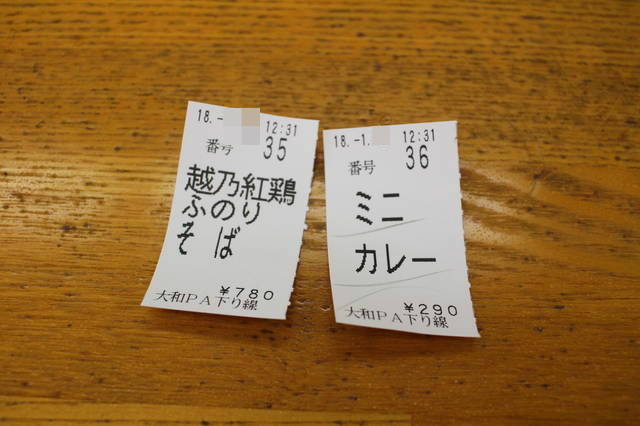 18.- 12:31
番号 35
越乃紅鶏
ふのり
そば
¥780
大和PA下り線
18.-1. 12:31
番号 36
ミニ
カレー
¥290
大和PA下り線